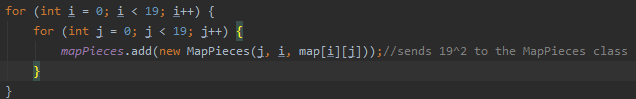 for (int i = 0; i < 19; i++) {
for (int j = 0; j < 19; j++) {
mapPieces.add(new MapPieces(j, i, map[i][j]));//sends 19^2 to the MapPieces class
}
}